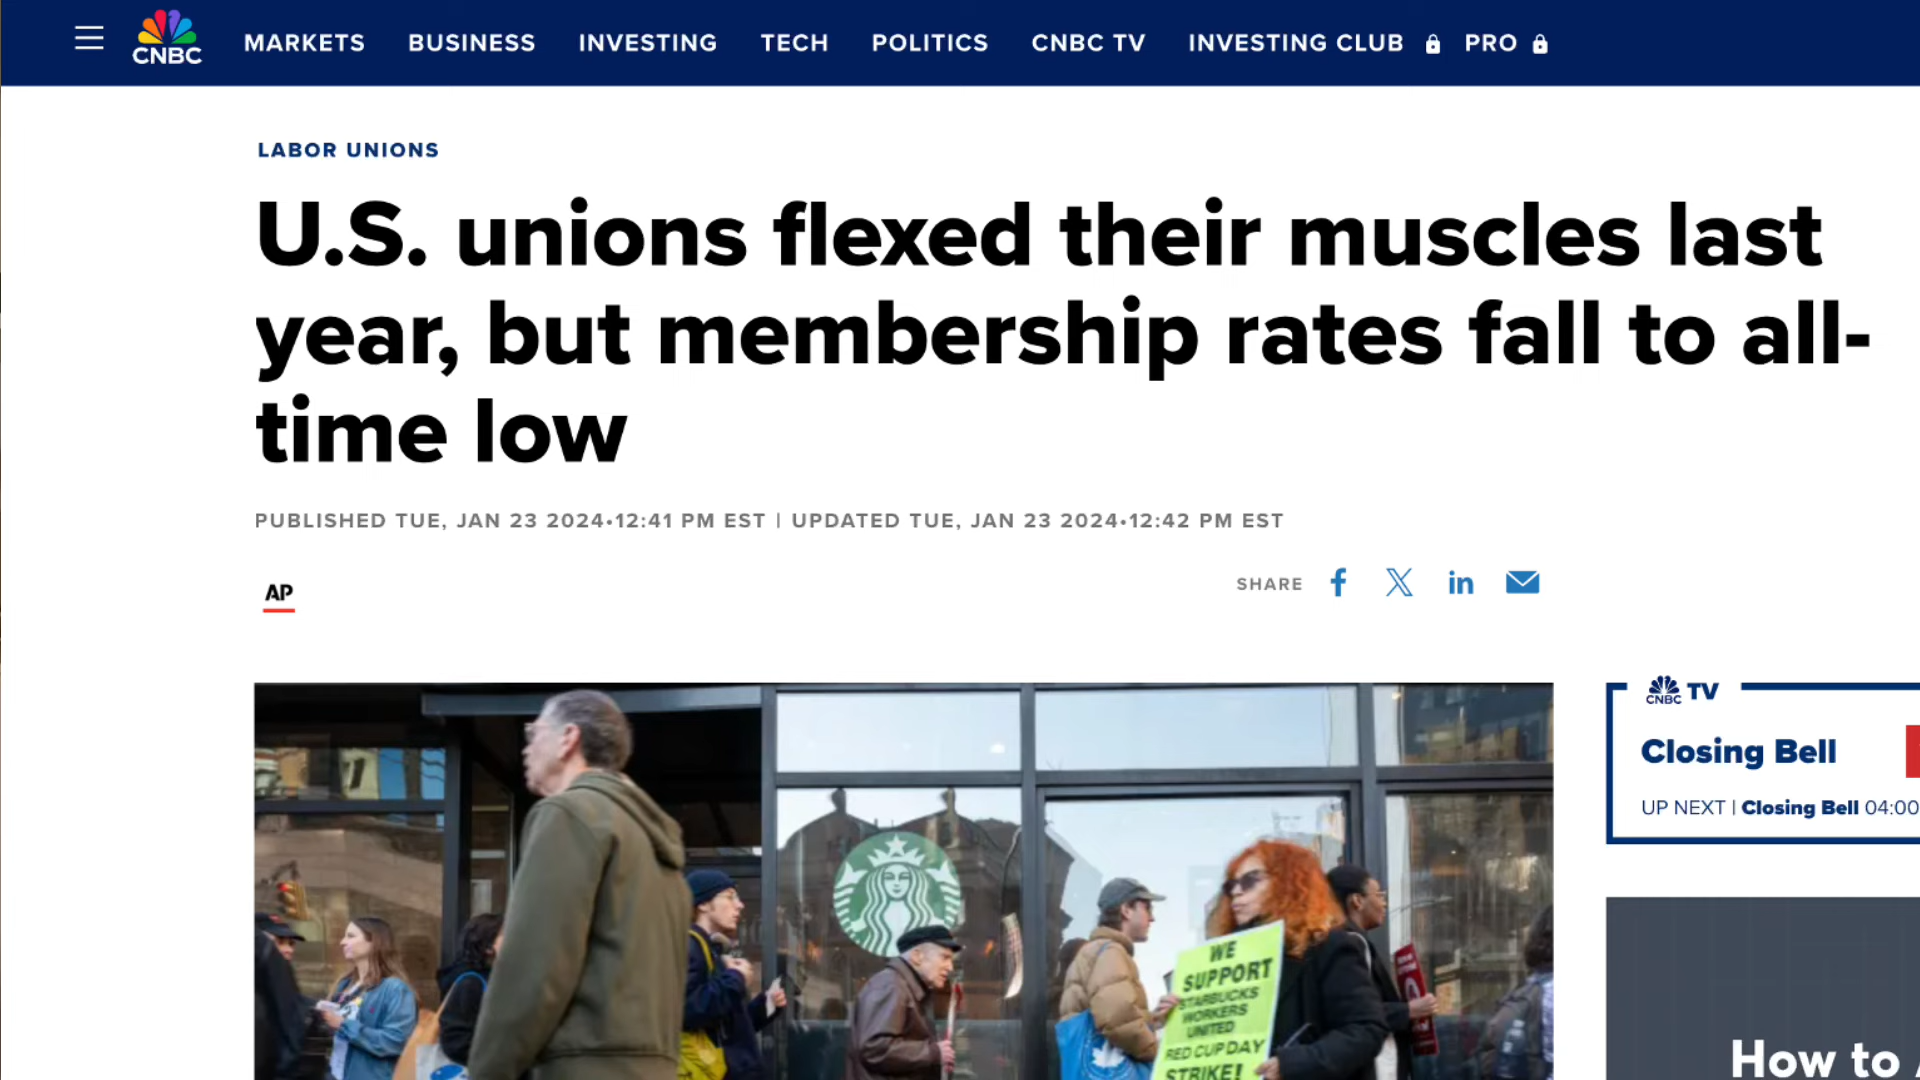 CNBC
MARKETS BUSINESS INVESTING TECH POLITICS CNBC TV INVESTING CLUB PRO
LABOR UNIONS
U.S. unions flexed their muscles last
year, but membership rates fall to all-
time low
PUBLISHED TUE, JAN 23 2024•12:41 PM EST | UPDATED TUE, JAN 23 2024•12:42 PM EST
AP
SHARE
CNBC TV
Closing Bell
UP NEXT | Closing Bell 04:00
WE
SUPPORT
STARBUCKS
WORKERS
UNITED
RED CUP DAY
STRIKE!
How to